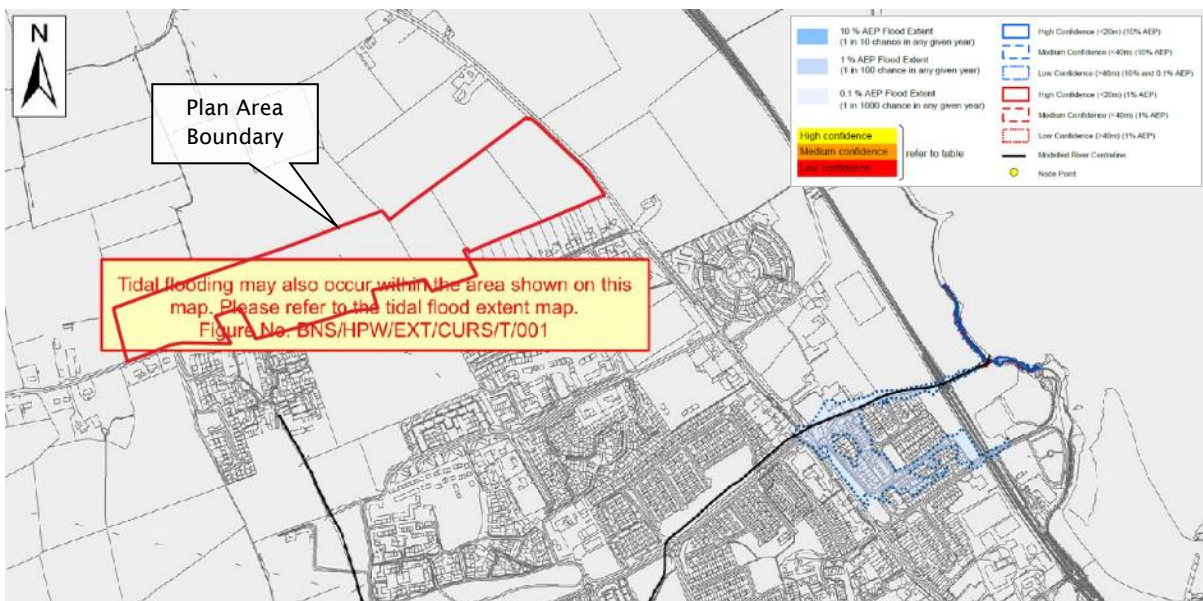 N
Plan Area
Boundary
Tidal flooding may also occur within the area shown on this
map. Please refer to the tidal flood extent map.
Figure No. BNS/HPW/EXT/CURS/T/001
10 % AEP Flood Extent
(1 in 10 chance in any given year)
1 % AEP Flood Extent
(1 in 100 chance in any given year)
0.1 % AEP Flood Extent
(1 in 1000 chance in any given year)
High confidence
Medium confidence
Low confidence
refer to table
High Confidence (<20m) (10% AEP)
Medium Confidence (<40m) (10% AEP)
Low Confidence (>40m) (10% and 0.1% AEP)
High Confidence (<20m) (1% AEP)
Medium Confidence (<40m) (1% AEP)
Low Confidence (>40m) (1% AEP)
Modelled River Centreline
Node Point